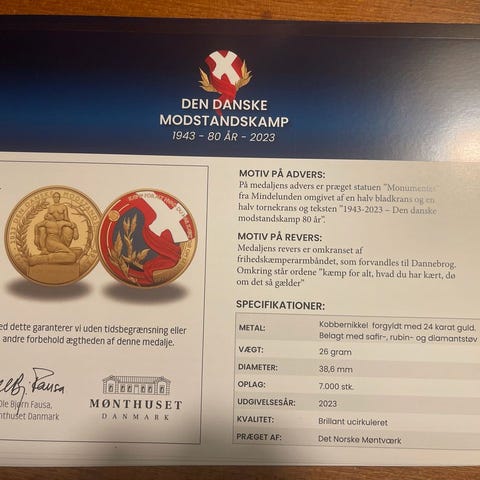 DEN DANSKE
MODSTANDSKAMP
1943 - 80 ÅR - 2023
MOTIV PÅ ADVERS:
På medaljens advers er præget statuen "Monumentet"
fra Mindelunden omgivet af en halv bladkrans og en
halv tornekrans og teksten "1943-2023 – Den danske
modstandskamp 80 år".
MOTIV PÅ REVERS:
Medaljens revers er omkranset af
frihedskæmperarmbåndet, som forvandles til Dannebrog.
Omkring står ordene "kæmp for alt, hvad du har kært, dø
om det så gælder"
SPECIFIKATIONER:
METAL: Kobbernikkel forgyldt med 24 karat guld.
Belagt med safir-, rubin- og diamantstøv
VÆGT: 26 gram
DIAMETER: 38,6 mm
OPLAG: 7.000 stk.
UDGIVELSESÅR: 2023
KVALITET: Brillant ucirkuleret
PRÆGET AF: Det Norske Møntværk
ed dette garanterer vi uden tidsbegrænsning eller
andre forbehold ægtheden af denne medalje.
Ole Bjørn Fausa,
nthuset Danmark
MØNTHUSET
DANMARK